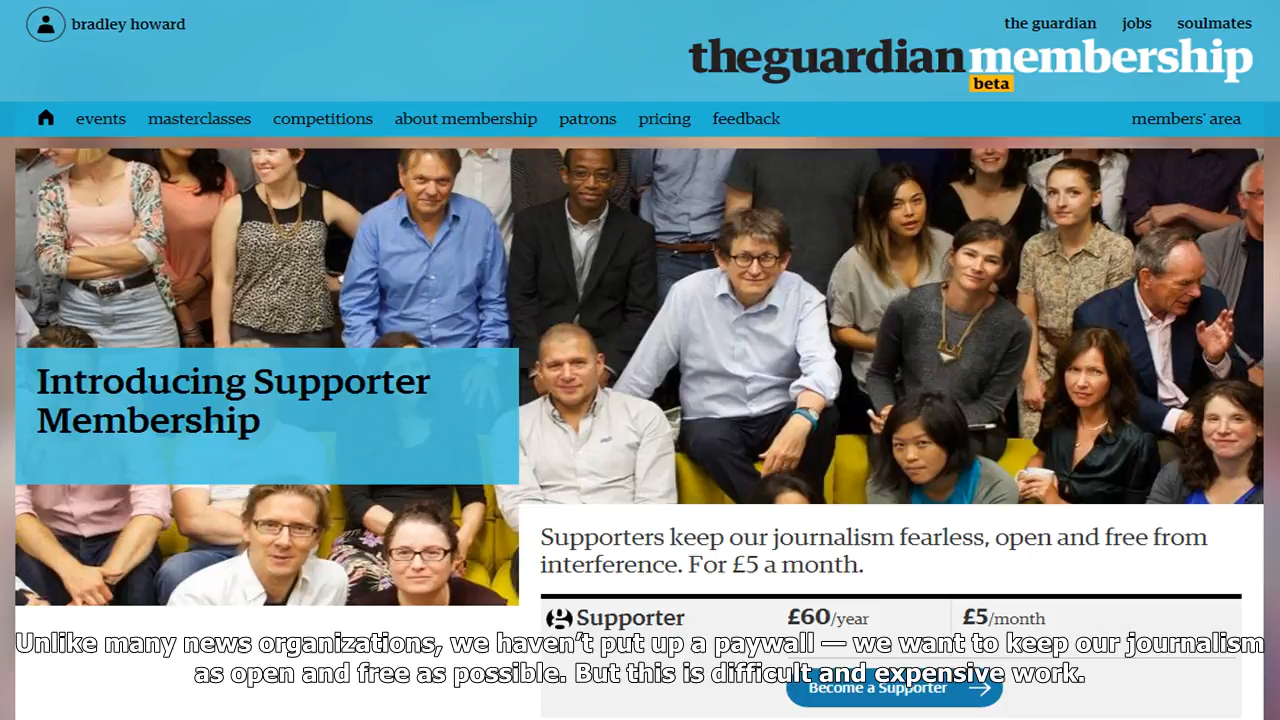 bradley howard
the guardian jobs soulmates
theguardianmembership
beta
events masterclasses competitions about membership patrons pricing feedback members' area
Introducing Supporter
Membership
Supporters keep our journalism fearless, open and free from
interference. For £5 a month.
Supporter £60/year £5/month
Unlike many news organizations, we haven’t put up a paywall — we want to keep our journalism
as open and free as possible. But this is difficult and expensive work.
Become a Supporter